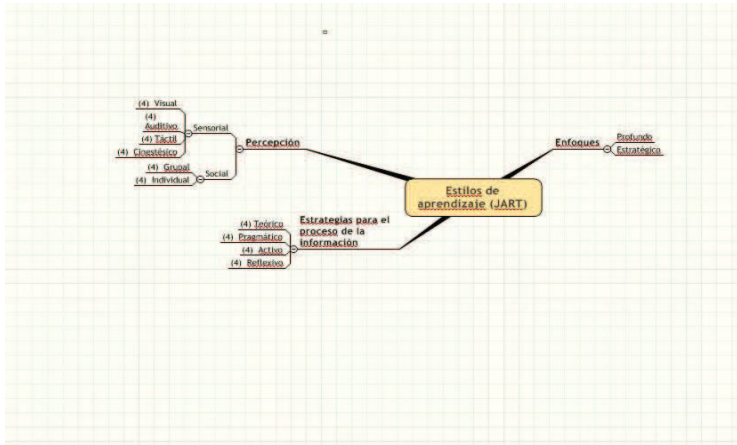 (4) Visual
(4)
Auditivo
(4) Táctil
(4) Cinestésico
Sensorial
(4) Grupal
(4) Individual
Social
Percepción
(4) Teórico
(4) Pragmático
(4) Activo
(4) Reflexivo
Estrategias para el
proceso de la
información
Estilos de
aprendizaje (JART)
Enfoques
Profundo
Estratégico